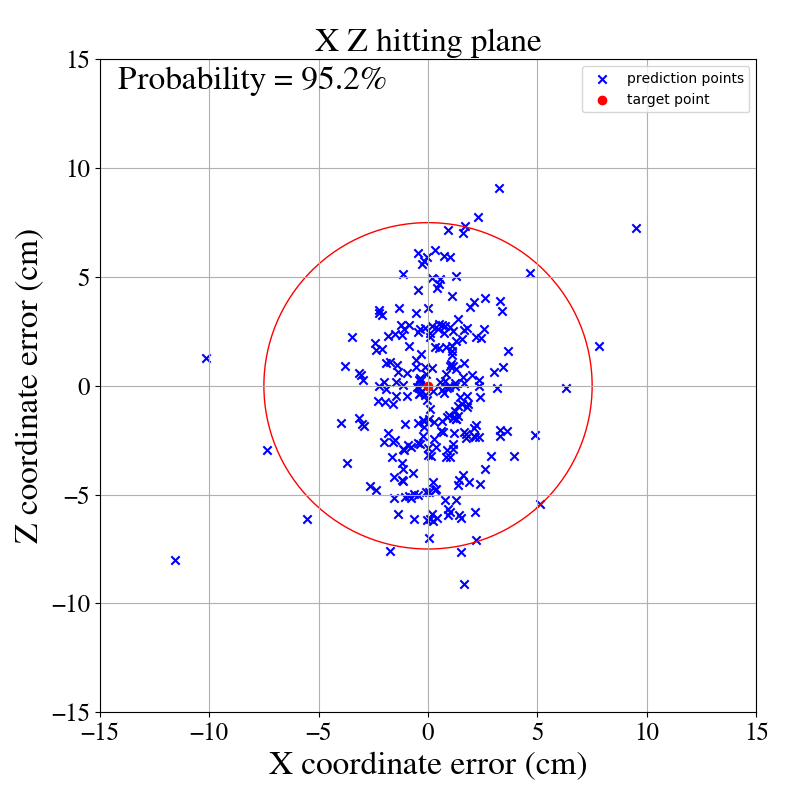 X Z hitting plane
Probability = 95.2%
prediction points
target point
Z coordinate error (cm)
15
10
5
0
−5
−10
−15
−15
−10
−5
0
5
10
15
X coordinate error (cm)